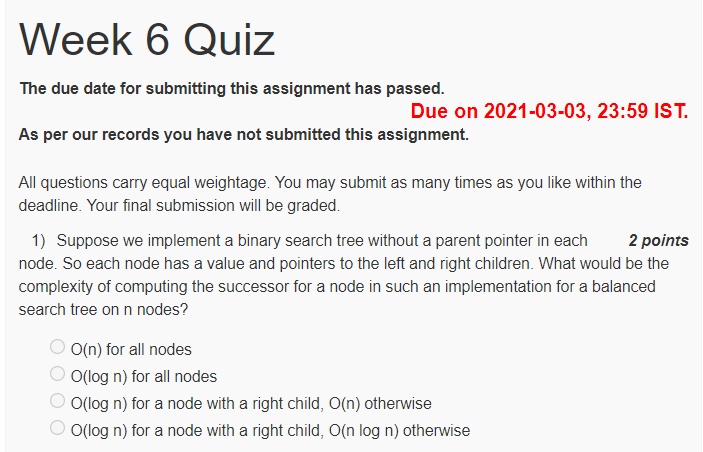 Week 6 Quiz
The due date for submitting this assignment has passed.
Due on 2021-03-03, 23:59 IST.
As per our records you have not submitted this assignment.
All questions carry equal weightage. You may submit as many times as you like within the
deadline. Your final submission will be graded.
1) Suppose we implement a binary search tree without a parent pointer in each 2 points
node. So each node has a value and pointers to the left and right children. What would be the
complexity of computing the successor for a node in such an implementation for a balanced
search tree on n nodes?
O(n) for all nodes
O(log n) for all nodes
O(log n) for a node with a right child, O(n) otherwise
O(log n) for a node with a right child, O(n log n) otherwise